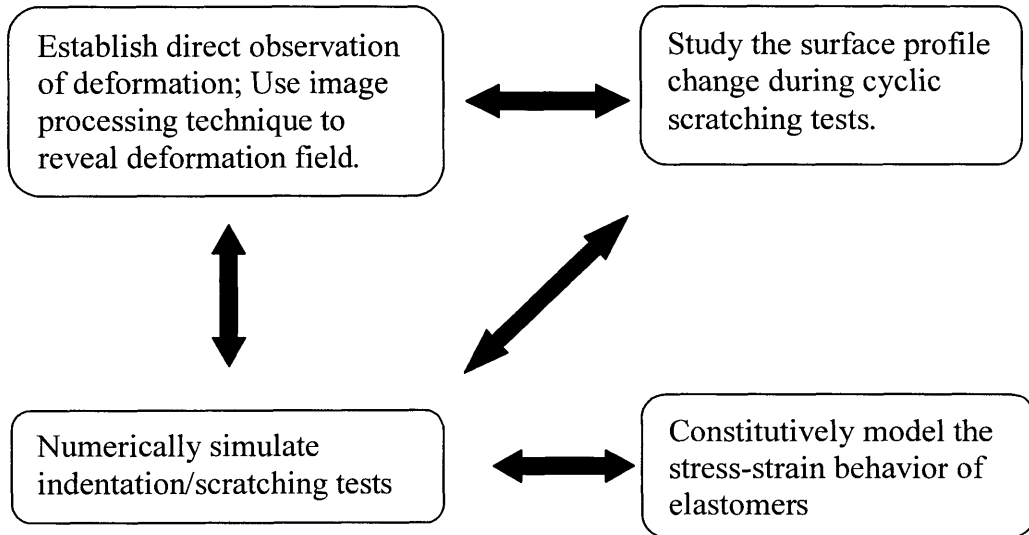 Establish direct observation
of deformation; Use image
processing technique to
reveal deformation field.
Study the surface profile
change during cyclic
scratching tests.
Numerically simulate
indentation/scratching tests
Constitutively model the
stress-strain behavior of
elastomers